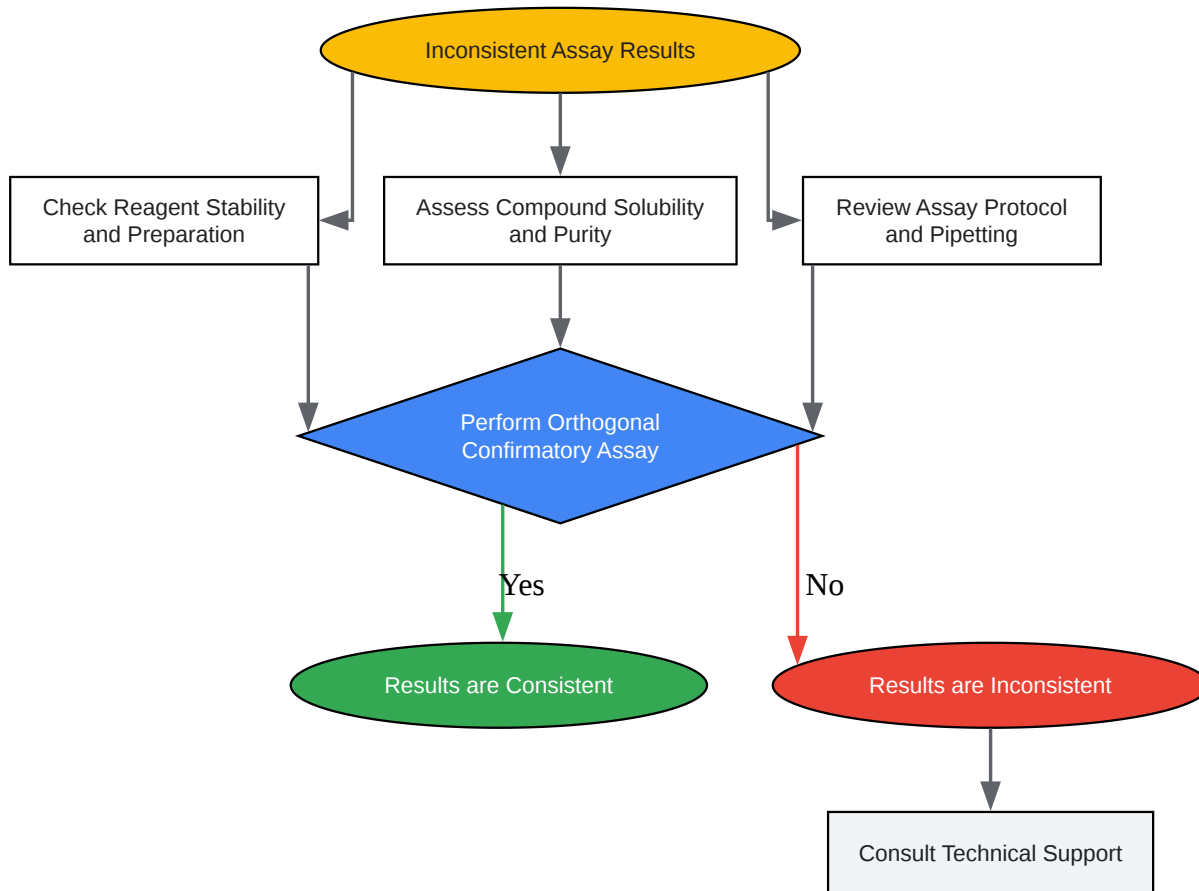 Inconsistent Assay Results
Check Reagent Stability
and Preparation
Assess Compound Solubility
and Purity
Review Assay Protocol
and Pipetting
Perform Orthogonal
Confirmatory Assay
Yes
No
Results are Consistent
Results are Inconsistent
Consult Technical Support